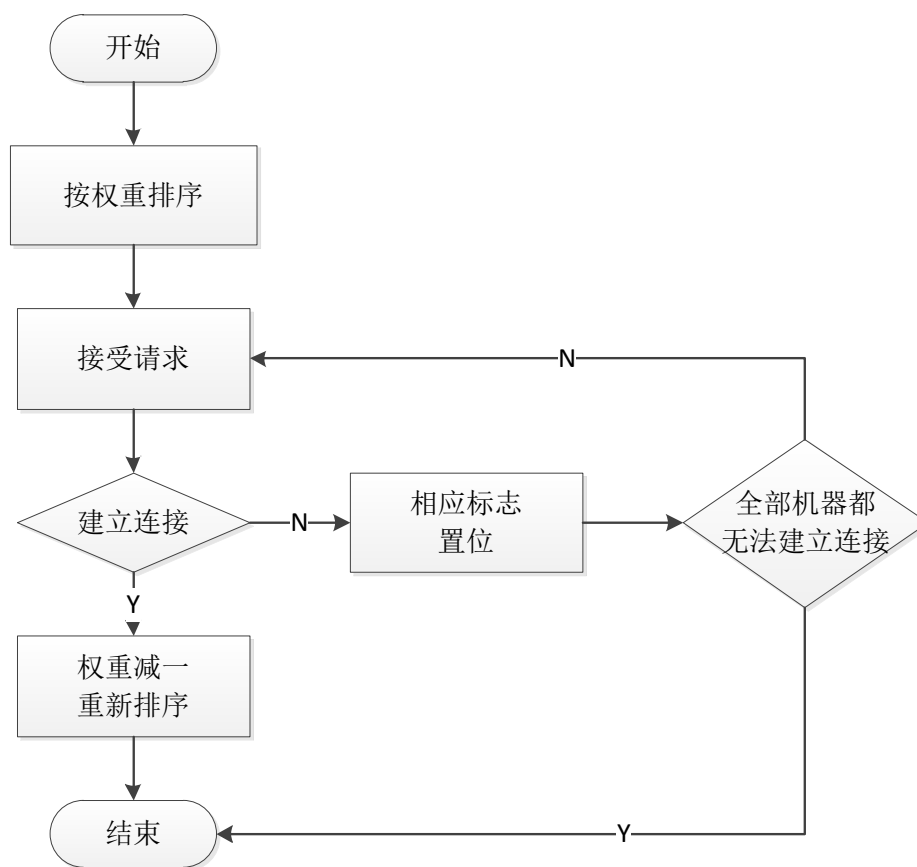 开始
按权重排序
接受请求
N
建立连接
N
相应标志
置位
全部机器都
无法建立连接
Y
权重减一
重新排序
结束
Y